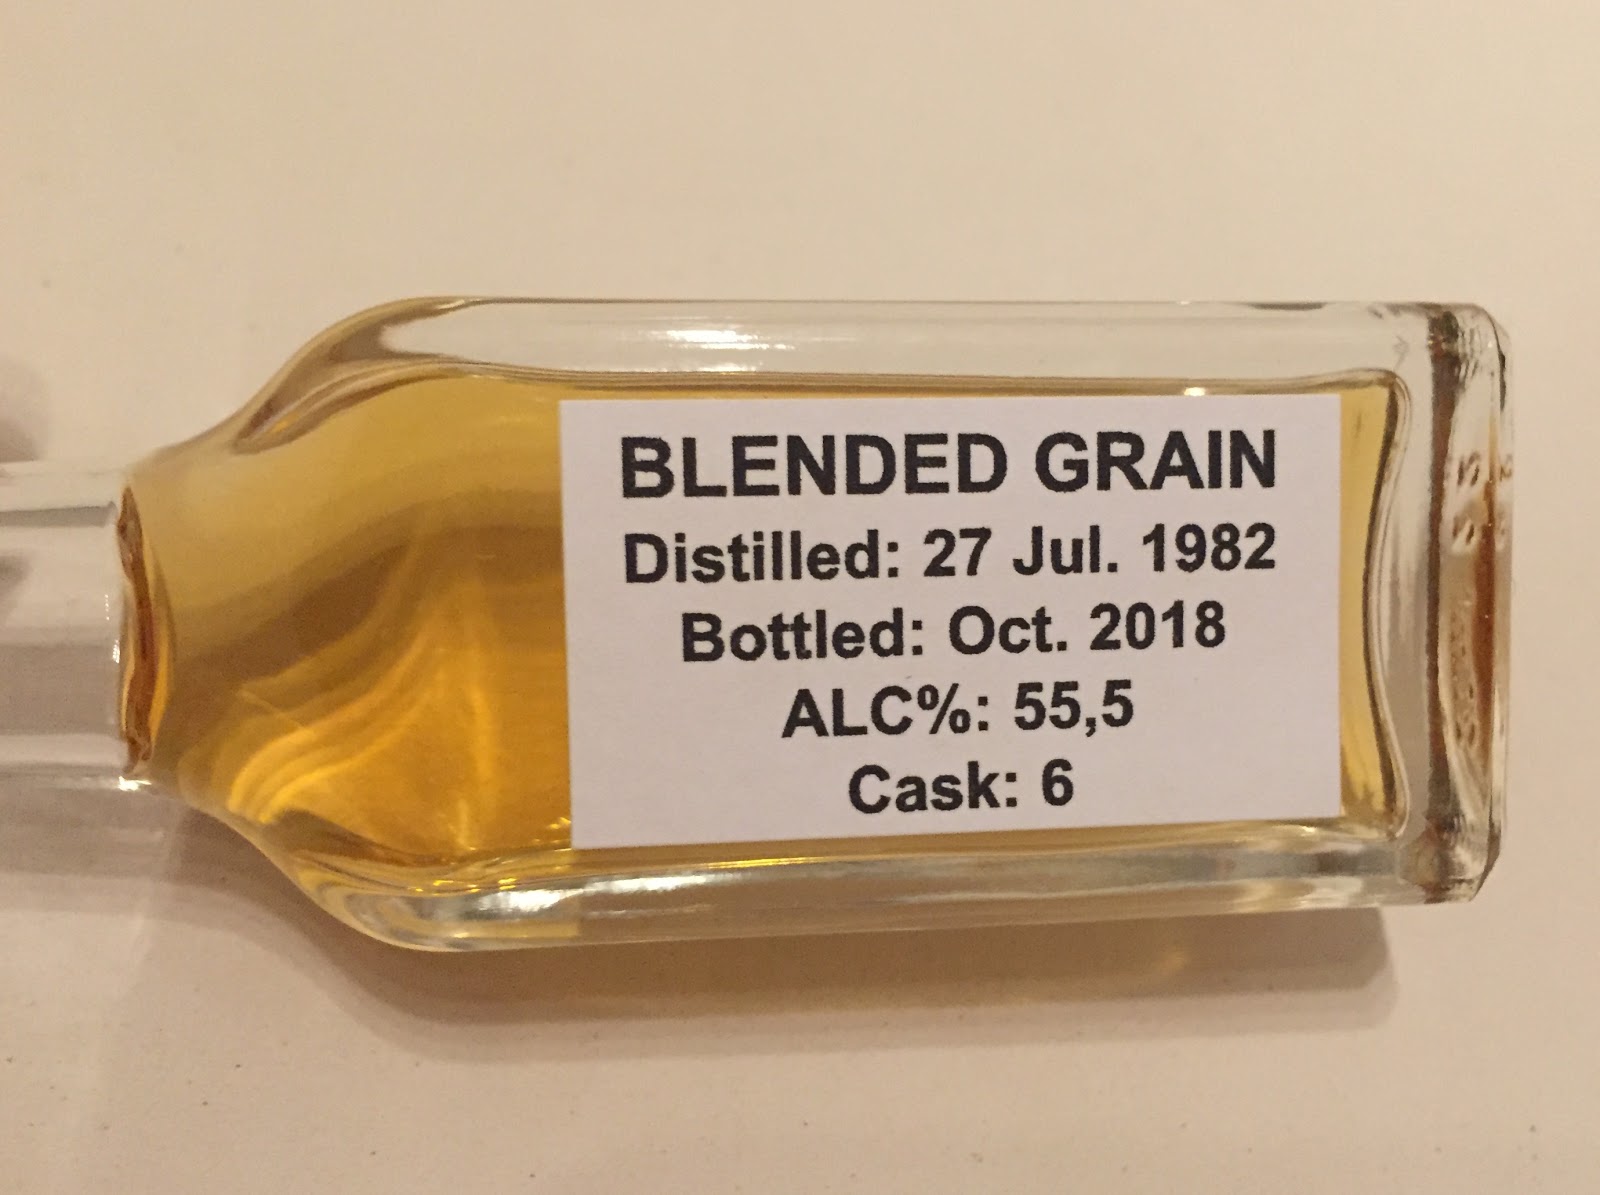 BLENDED GRAIN
Distilled: 27 Jul. 1982
Bottled: Oct. 2018
ALC%: 55,5
Cask: 6